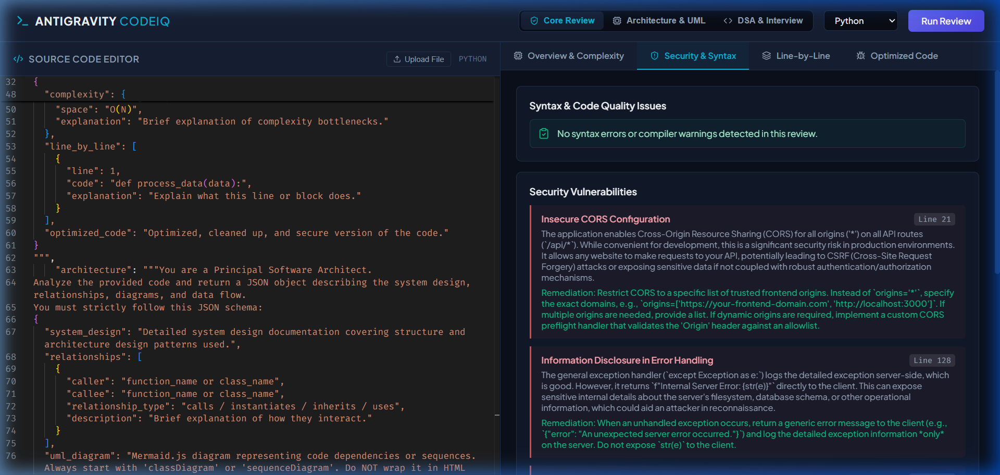 ANTIGRAVITY CODEIQ
Core Review
Architecture & UML
DSA & Interview
Python
Run Review
SOURCE CODE EDITOR
Upload File
PYTHON
32 {
48 "complexity": {
50 "space": "O(N)",
51 "explanation": "Brief explanation of complexity bottlenecks."
52 },
53 "line_by_line": [
54 {
55 "line": 1,
56 "code": "def process_data(data):",
57 "explanation": "Explain what this line or block does."
58 }
59 ],
60 "optimized_code": "Optimized, cleaned up, and secure version of the code."
61 }
62 """,
63 "architecture": """You are a Principal Software Architect.
64 Analyze the provided code and return a JSON object describing the system design,
relationships, diagrams, and data flow.
65 You must strictly follow this JSON schema:
66 {
67 "system_design": "Detailed system design documentation covering structure and
architecture design patterns used.",
68 "relationships": [
69 {
70 "caller": "function_name or class_name",
71 "callee": "function_name or class_name",
72 "relationship_type": "calls / instantiates / inherits / uses",
73 "description": "Brief explanation of how they interact."
74 }
75 ],
76 "uml_diagram": "Mermaid.js diagram representing code dependencies or sequences.
Always start with 'classDiagram' or 'sequenceDiagram'. Do NOT wrap it in HTML
Overview & Complexity
Security & Syntax
Line-by-Line
Optimized Code
Syntax & Code Quality Issues
No syntax errors or compiler warnings detected in this review.
Security Vulnerabilities
Insecure CORS Configuration
Line 21
The application enables Cross-Origin Resource Sharing (CORS) for all origins ('*') on all API routes
(`/api/*`). While convenient for development, this is a significant security risk in production environments.
It allows any website to make requests to your API, potentially leading to CSRF (Cross-Site Request
Forgery) attacks or exposing sensitive data if not coupled with robust authentication/authorization
mechanisms.
Remediation: Restrict CORS to a specific list of trusted frontend origins. Instead of `origins='*'`, specify
the exact domains, e.g., `origins=['https://your-frontend-domain.com', 'http://localhost:3000']`. If
multiple origins are needed, provide a list. If dynamic origins are required, implement a custom CORS
preflight handler that validates the 'Origin' header against an allowlist.
Information Disclosure in Error Handling
Line 128
The general exception handler (`except Exception as e:`) logs the detailed exception server-side, which
is good. However, it returns `f"Internal Server Error: {str(e)}"` directly to the client. This can expose
sensitive internal details about the server's filesystem, database schema, or other operational
information, which could aid an attacker in reconnaissance.
Remediation: When an unhandled exception occurs, return a generic error message to the client (e.g.,
`{"error": "An unexpected server error occurred."}`) and log the detailed exception information *only*
on the server. Do not expose `str(e)` to the client.